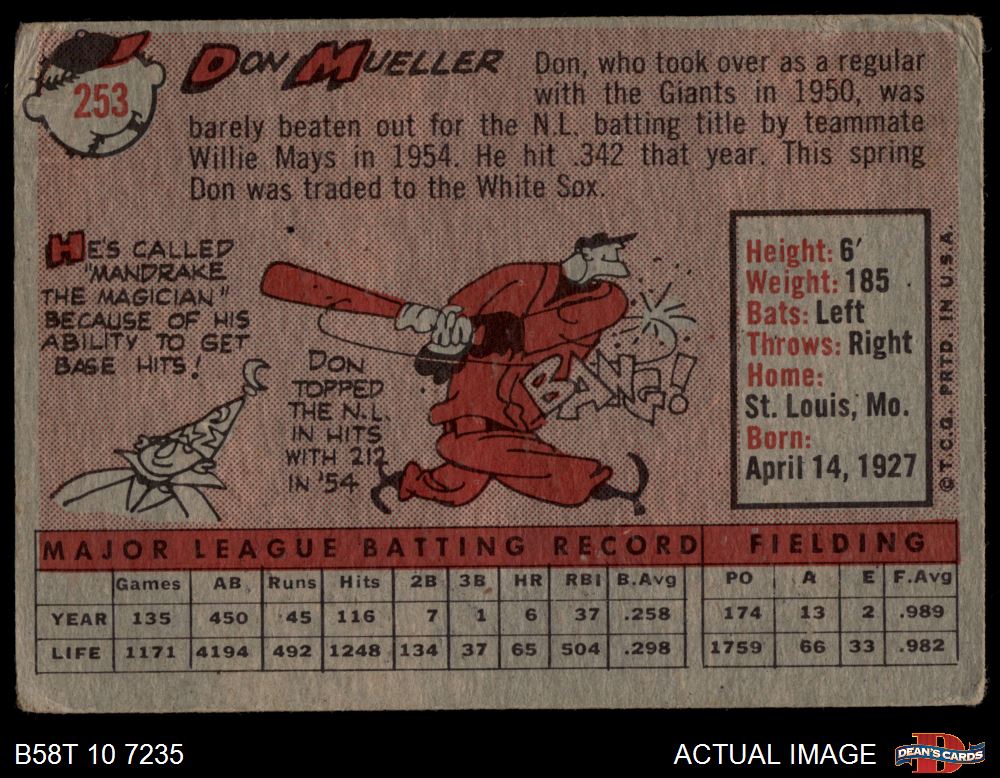 253
DON MUELLER
Don, who took over as a regular
with the Giants in 1950, was
barely beaten out for the N.L. batting title by teammate
Willie Mays in 1954. He hit .342 that year. This spring
Don was traded to the White Sox.
HE'S CALLED
"MANDRAKE
THE MAGICIAN"
BECAUSE OF HIS
ABILITY TO GET
BASE HITS!
DON
TOPPED
THE N.L.
IN HITS
WITH 212
IN '54
BANG!
Height: 6'
Weight: 185
Bats: Left
Throws: Right
Home:
St. Louis, Mo.
Born:
April 14, 1927
© T.C.G. PRTD. IN U.S.A.
MAJOR LEAGUE BATTING RECORD FIELDING
Games AB Runs Hits 2B 3B HR RBI B.Avg PO A E F.Avg
YEAR 135 450 45 116 7 1 6 37 .258 174 13 2 .989
LIFE 1171 4194 492 1248 134 37 65 504 .298 1759 66 33 .982
B58T 10 7235
ACTUAL IMAGE
D
DEAN'S CARDS